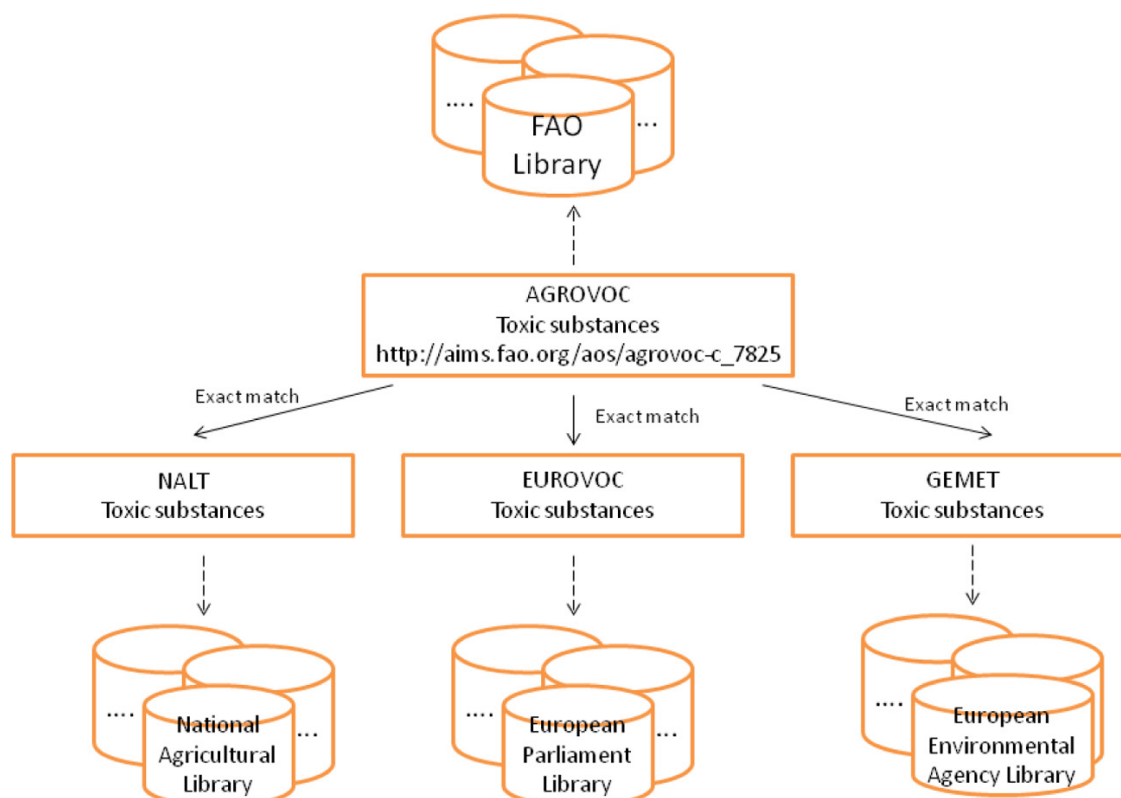 ....
...
FAO
Library
AGROVOC
Toxic substances
http://aims.fao.org/aos/agrovoc-c_7825
Exact match
Exact match
Exact match
NALT
Toxic substances
EUROVOC
Toxic substances
GEMET
Toxic substances
....
...
National
Agricultural
Library
....
...
European
Parliament
Library
....
...
European
Environmental
Agency Library